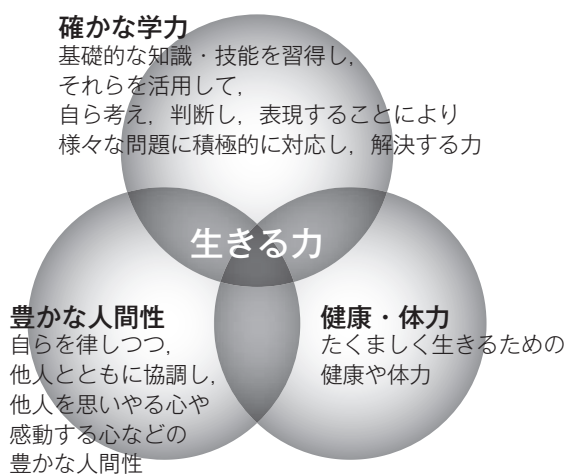 確かな学力
基礎的な知識・技能を習得し，
それらを活用して，
自ら考え，判断し，表現することにより
様々な問題に積極的に対応し，解決する力
生きる力
豊かな人間性
自らを律しつつ，
他人とともに協調し，
他人を思いやる心や
感動する心などの
豊かな人間性
健康・体力
たくましく生きるための
健康や体力